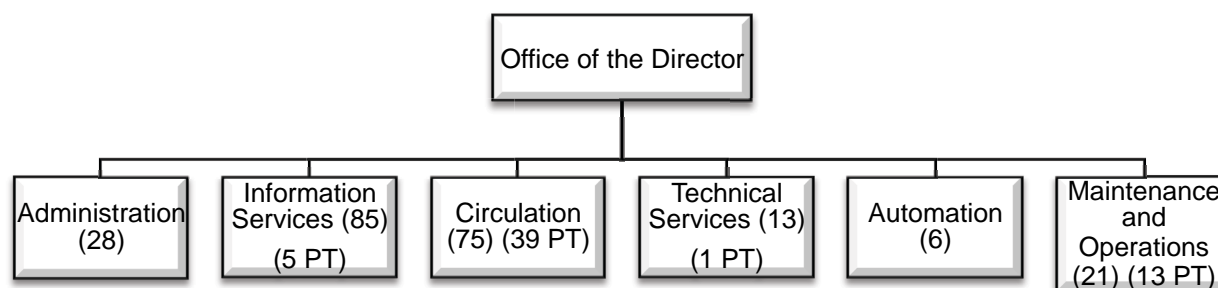 Office of the Director
Administration
(28)
Information
Services (85)
(5 PT)
Circulation
(75) (39 PT)
Technical
Services (13)
(1 PT)
Automation
(6)
Maintenance
and
Operations
(21) (13 PT)